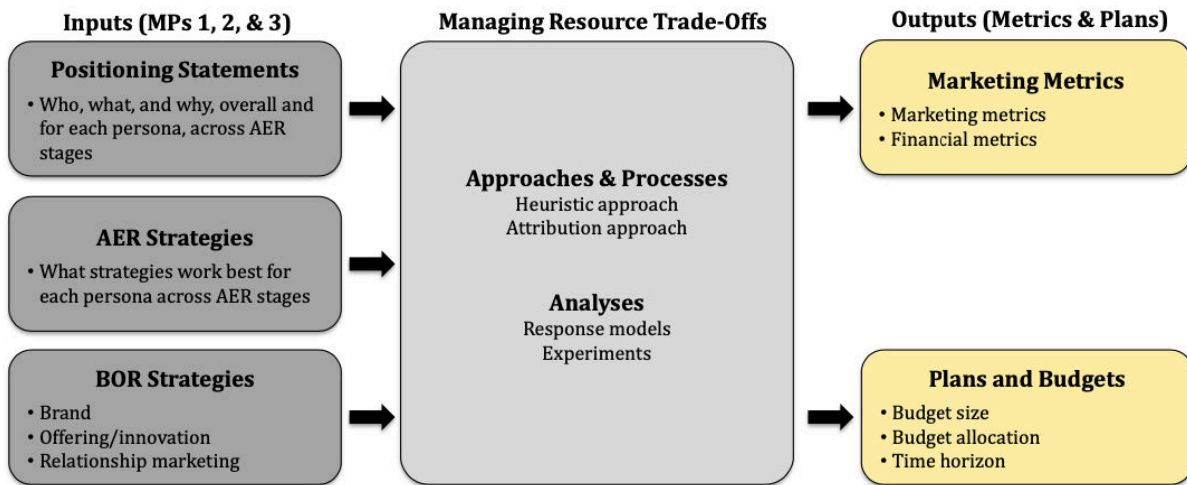 Inputs (MPs 1, 2, & 3)
Positioning Statements
• Who, what, and why, overall and
for each persona, across AER
stages
AER Strategies
• What strategies work best for
each persona across AER stages
BOR Strategies
• Brand
• Offering/innovation
• Relationship marketing
Managing Resource Trade-Offs
Approaches & Processes
Heuristic approach
Attribution approach
Analyses
Response models
Experiments
Outputs (Metrics & Plans)
Marketing Metrics
• Marketing metrics
• Financial metrics
Plans and Budgets
• Budget size
• Budget allocation
• Time horizon